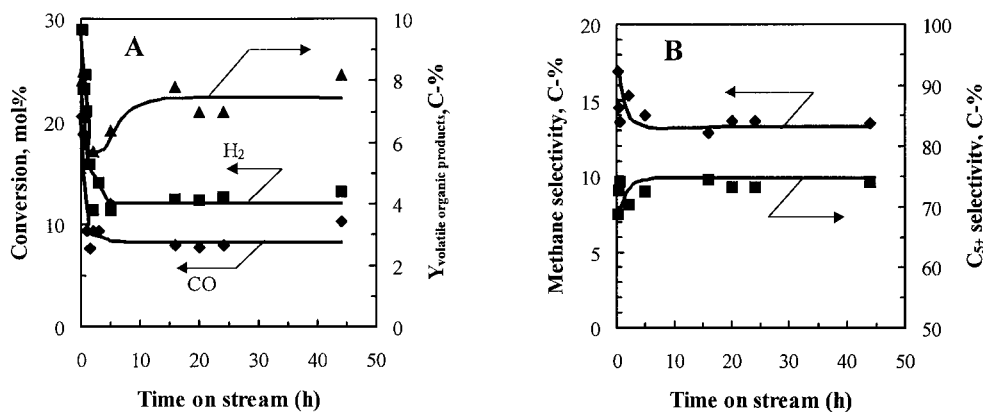 A
30
20
10
0
Conversion, mol-%
10
8
6
4
2
0
Y volatile organic products, C-%
H2
CO
0 10 20 30 40 50
Time on stream (h)
B
20
15
10
5
0
Methane selectivity, C-%
100
90
80
70
60
50
C5+ selectivity, C-%
0 10 20 30 40 50
Time on stream (h)